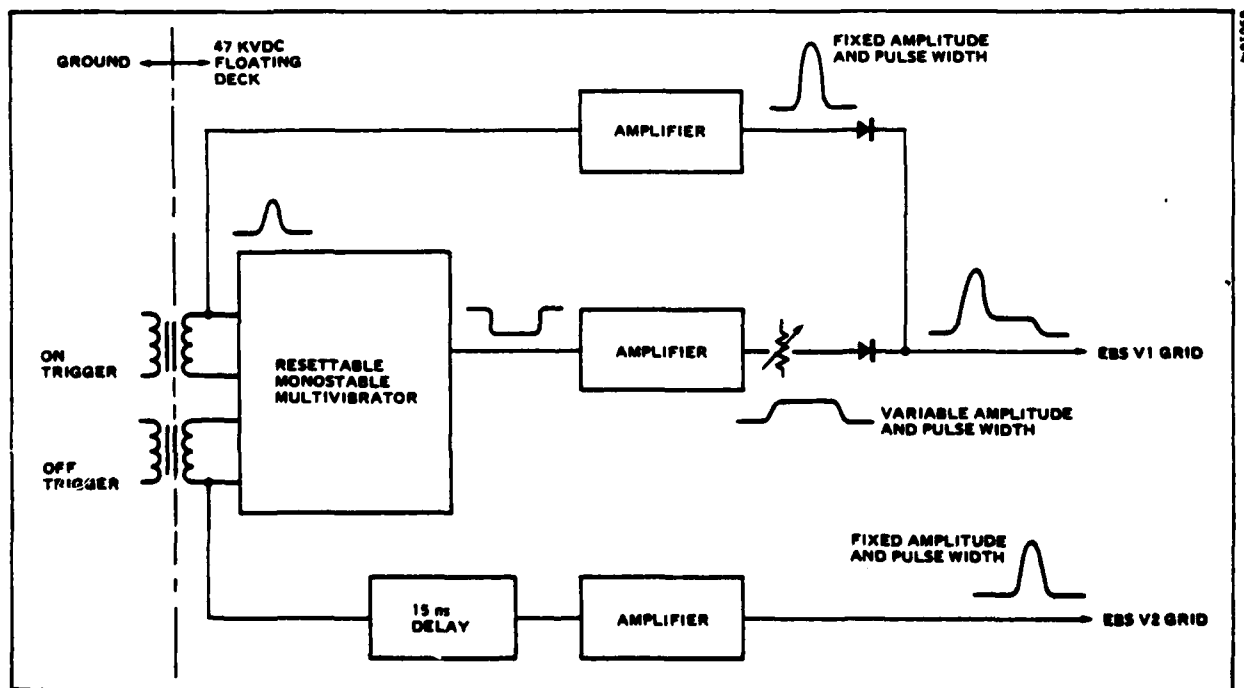 GROUND
47 KVDC
FLOATING
DECK
FIXED AMPLITUDE
AND PULSE WIDTH
AMPLIFIER
ON
TRIGGER
RESETTABLE
MONOSTABLE
MULTIVIBRATOR
AMPLIFIER
EBS V1 GRID
VARIABLE AMPLITUDE
AND PULSE WIDTH
OFF
TRIGGER
FIXED AMPLITUDE
AND PULSE WIDTH
15 ns
DELAY
AMPLIFIER
EBS V2 GRID